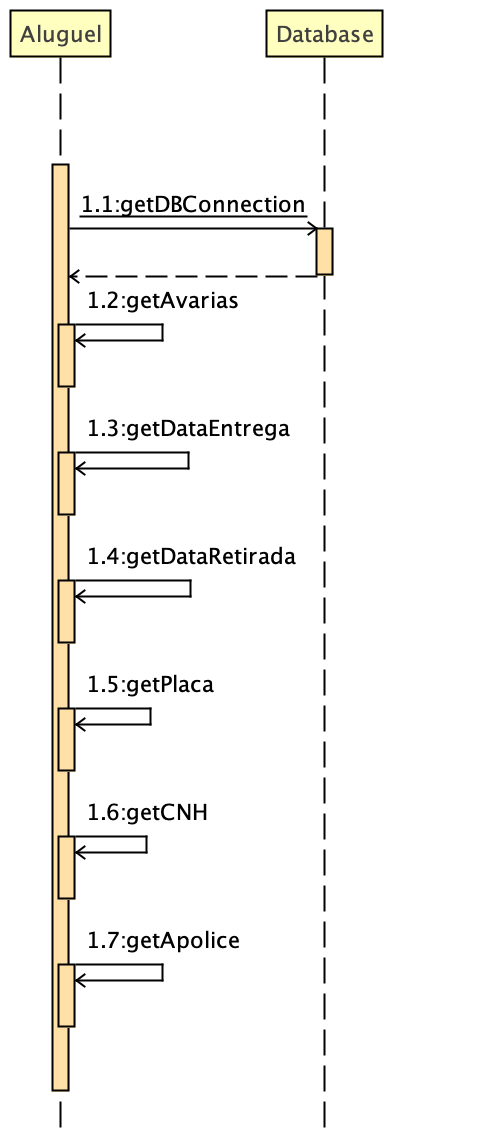 Aluguel
Database
1.1:getDBConnection
1.2:getAvarias
1.3:getDataEntrega
1.4:getDataRetirada
1.5:getPlaca
1.6:getCNH
1.7:getApolice